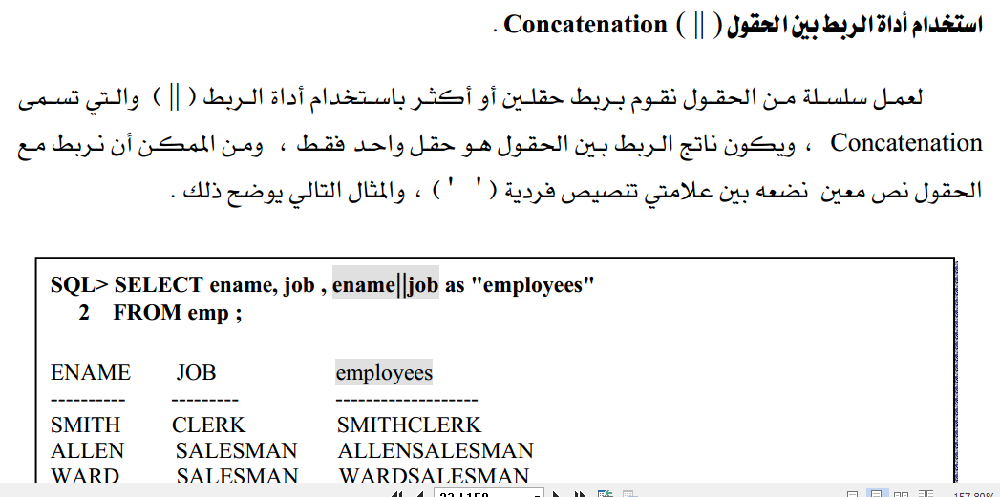 استخدام أداة الربط بين الحقول ( || ) Concatenation .
لعمل سلسلة من الحقول نقوم بربط حقلين أو أكثر باستخدام أداة الربط ( || ) والتي تسمى
Concatenation ، ويكون ناتج الربط بين الحقول هو حقل واحد فقط ، ومن الممكن أن نربط مع
الحقول نص معين نضعه بين علامتي تنصيص فردية ( ' ' ) ، والمثال التالي يوضح ذلك .
SQL> SELECT ename, job , ename||job as "employees"
2 FROM emp ;
ENAME JOB employees
---------- --------- -------------------
SMITH CLERK SMITHCLERK
ALLEN SALESMAN ALLENSALESMAN
WARD SALESMAN WARDSALESMAN